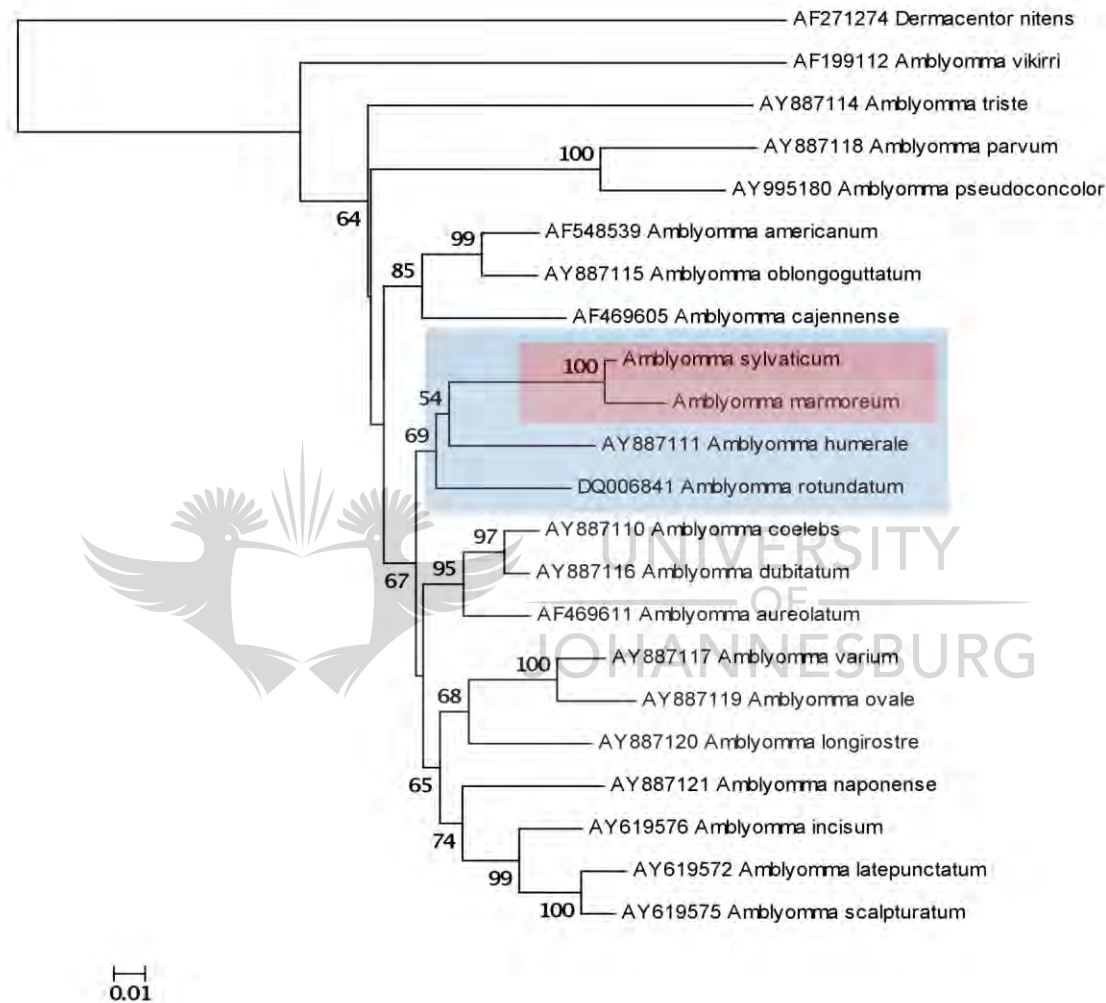 AF271274 Dermacentor nitens
AF199112 Amblyomma vikirri
AY887114 Amblyomma triste
100
AY887118 Amblyomma parvum
AY995180 Amblyomma pseudoconcolor
64
99
AF548539 Amblyomma americanum
85
AY887115 Amblyomma oblongoguttatum
AF469605 Amblyomma cajennense
100
Amblyomma sylvaticum
54
Amblyomma marmoreum
69
AY887111 Amblyomma humerale
DQ006841 Amblyomma rotundatum
97
AY887110 Amblyomma coelebs
UNIVERSITY
67
95
AY887116 Amblyomma dubitatum
OF
AF469611 Amblyomma aureolatum
JOHANNESBURG
100
AY887117 Amblyomma varium
68
AY887119 Amblyomma ovale
AY887120 Amblyomma longirostre
65
AY887121 Amblyomma naponense
74
AY619576 Amblyomma incisum
99
AY619572 Amblyomma latepunctatum
100
AY619575 Amblyomma scalpturatum
0.01